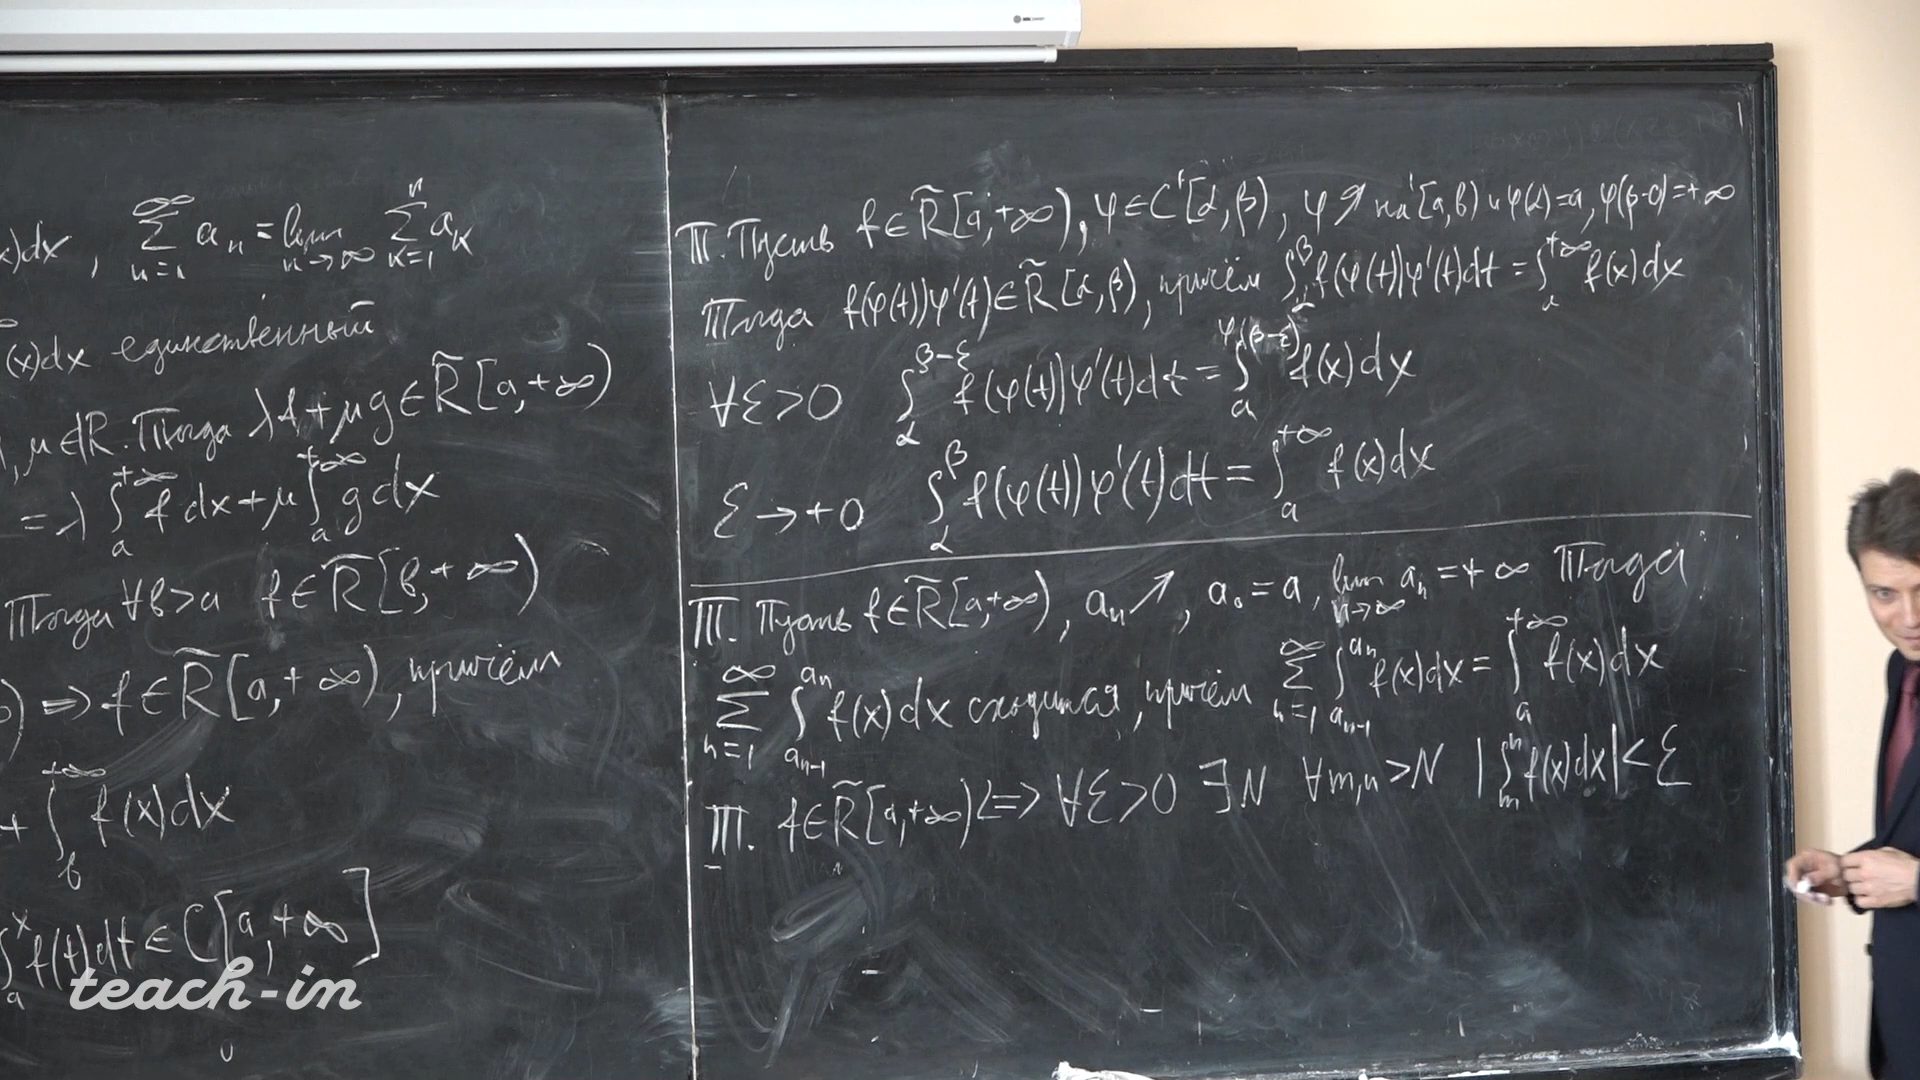 x)dx, ∑_{n=1}^{∞} a_n = lim_{n→∞} ∑_{k=1}^{n} a_k
(x)dx единственный
λ, μ∈ℝ. Тогда λf+μg∈R̃[a,+∞)
=λ∫_a^{+∞} f dx+μ∫_a^{+∞} g dx
Тогда ∀b>a f∈R̃[b,+∞)
) ⇒ f∈R̃[a,+∞), причём
+ ∫_b^{+∞} f(x)dx
∫_a^x f(t)dt∈C[a,+∞]
teach-in
Т. Пусть f∈R̃[a;+∞), φ∈C¹[α,β), φ↗ на [α,β) и φ(α)=a, φ(β-0)=+∞
Тогда f(φ(t))φ'(t)∈R̃[α,β), причём ∫_α^β f(φ(t))φ'(t)dt=∫_a^{+∞} f(x)dx
∀ε>0 ∫_α^{β-ε} f(φ(t))φ'(t)dt=∫_a^{φ(β-ε)} f(x)dx
ε→+0 ∫_α^β f(φ(t))φ'(t)dt=∫_a^{+∞} f(x)dx
Т. Пусть f∈R̃[a,+∞), a_n↗, a_0=a, lim_{n→∞} a_n=+∞ Тогда
∑_{n=1}^{∞} ∫_{a_{n-1}}^{a_n} f(x)dx сходится, причём ∑_{n=1}^{∞} ∫_{a_{n-1}}^{a_n} f(x)dx=∫_a^{+∞} f(x)dx
Т. f∈R̃[a,+∞)⇔∀ε>0 ∃N ∀m,n>N |∫_m^n f(x)dx|<ε